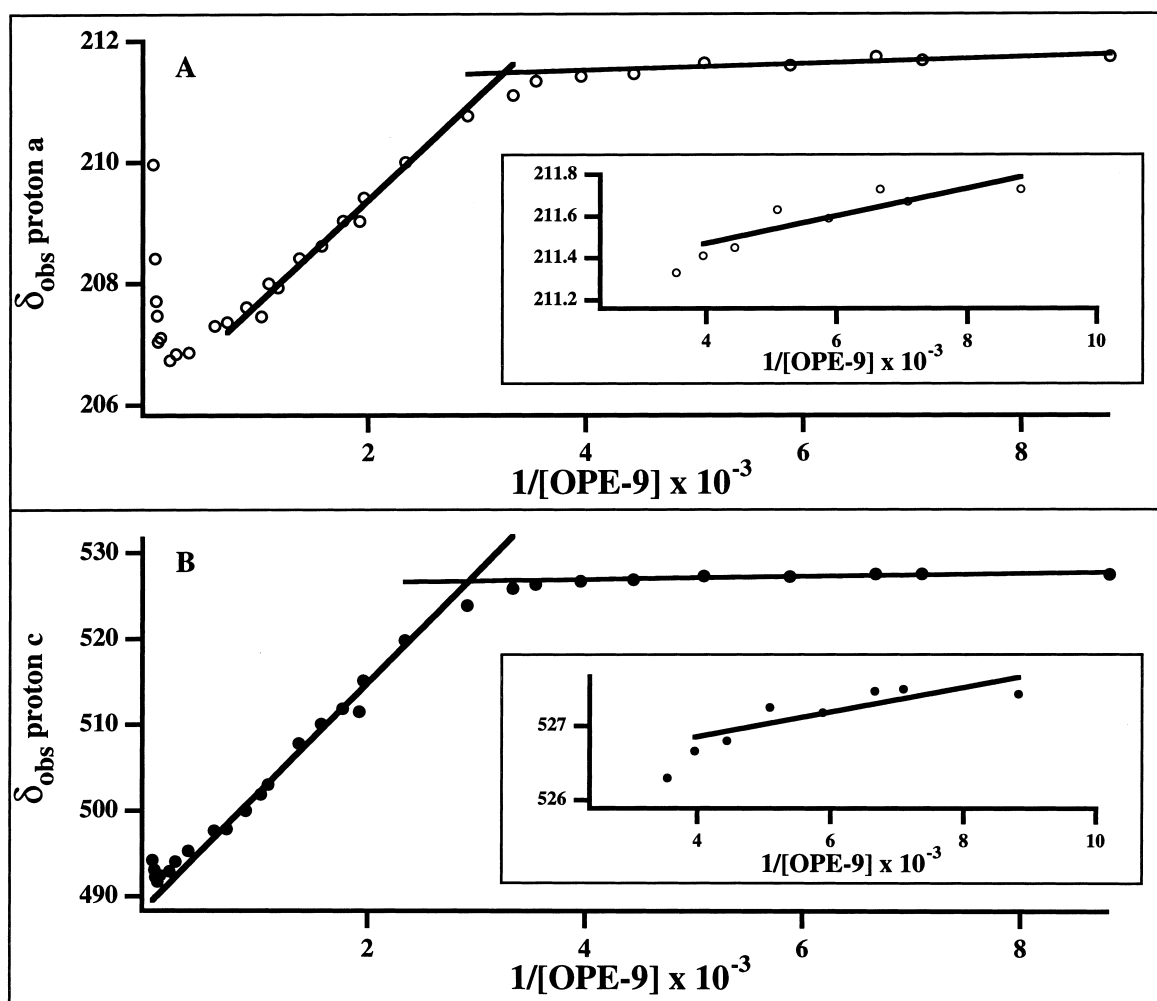 A
212
210
208
206
δobs proton a
2 4 6 8
1/[OPE-9] x 10^-3
211.8
211.6
211.4
211.2
4 6 8 10
1/[OPE-9] x 10^-3
B
530
520
510
500
490
δobs proton c
2 4 6 8
1/[OPE-9] x 10^-3
527
526
4 6 8 10
1/[OPE-9] x 10^-3